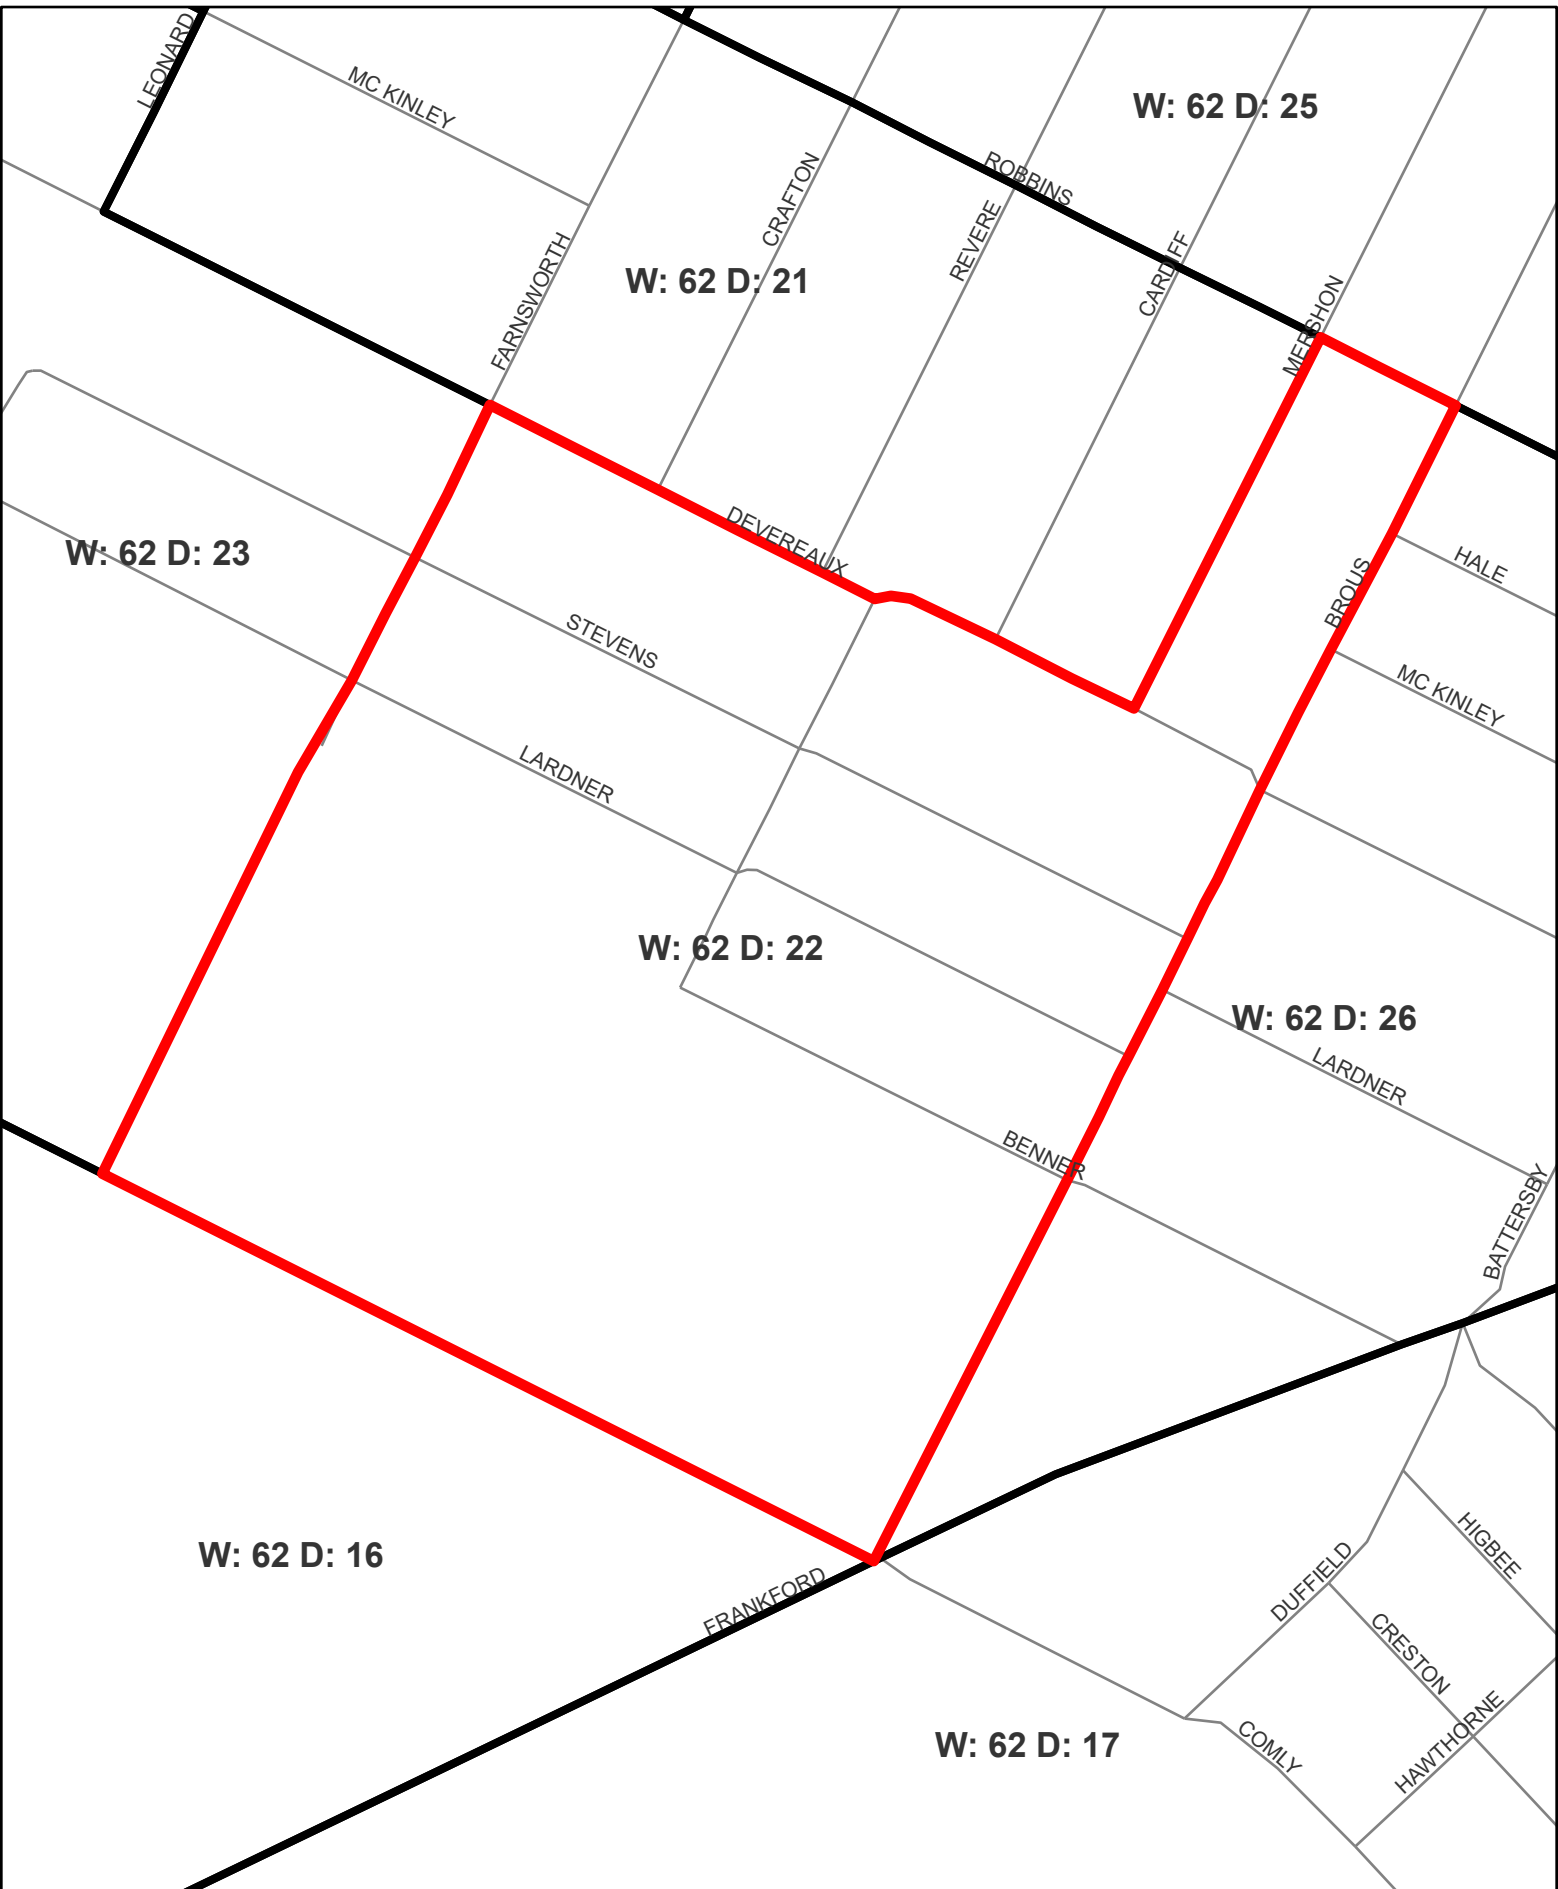 LEONARD
MC KINLEY
W: 62 D: 25
CRAFTON
ROBBINS
REVERE
FARNSWORTH
W: 62 D: 21
CARDIFF
MERSHON
DEVEREAUX
W: 62 D: 23
HALE
BROUS
STEVENS
MC KINLEY
LARDNER
W: 62 D: 22
W: 62 D: 26
LARDNER
BENNER
BATTERSBY
W: 62 D: 16
HIGBEE
DUFFIELD
FRANKFORD
CRESTON
W: 62 D: 17
COMLY
HAWTHORNE